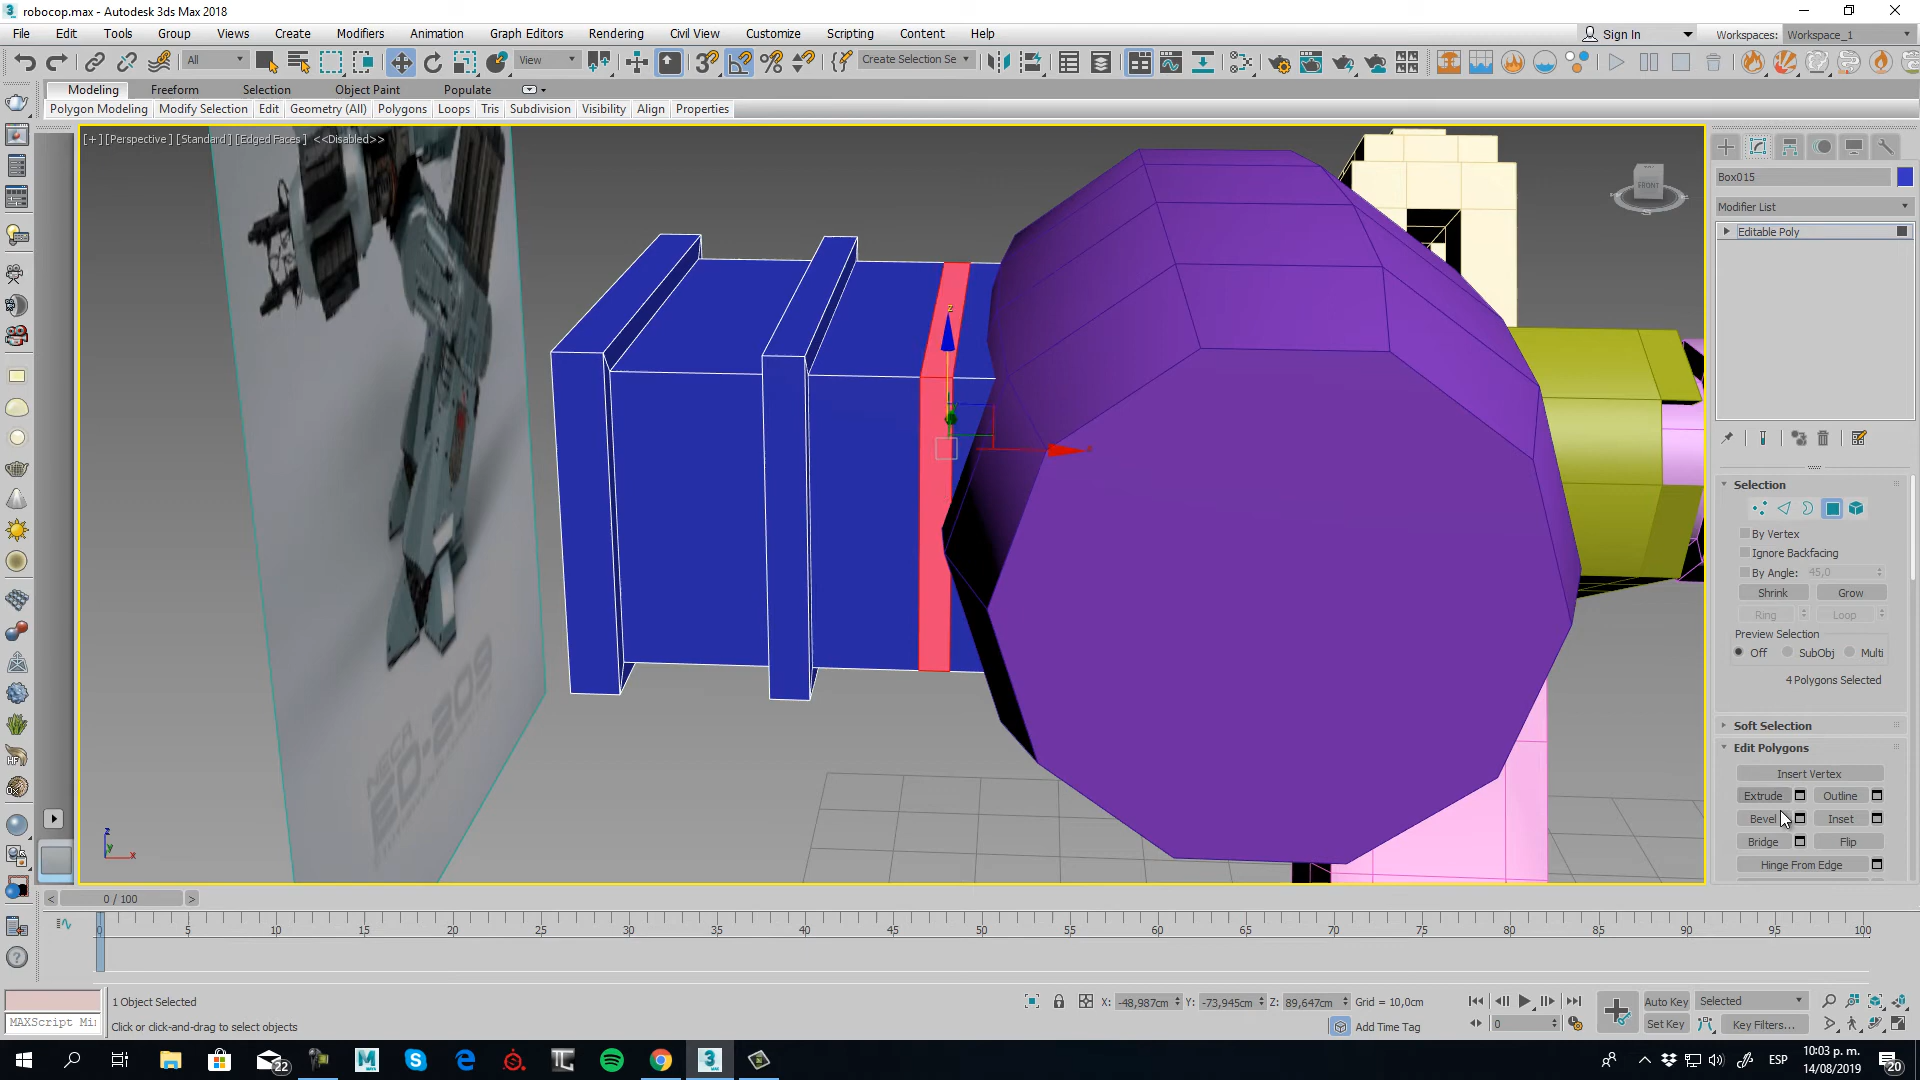 robocop.max - Autodesk 3ds Max 2018
File Edit Tools Group Views Create Modifiers Animation Graph Editors Rendering Civil View Customize Scripting Content Help
Sign In Workspaces: Workspace_1
All View Create Selection Se
Modeling Freeform Selection Object Paint Populate
Polygon Modeling Modify Selection Edit Geometry (All) Polygons Loops Tris Subdivision Visibility Align Properties
[+] [Perspective] [Standard] [Edged Faces] <<Disabled>>
FRONT
Box015
Modifier List
Editable Poly
Selection
By Vertex
Ignore Backfacing
By Angle: 45,0
Shrink Grow
Ring Loop
Preview Selection
Off SubObj Multi
4 Polygons Selected
Soft Selection
Edit Polygons
Insert Vertex
Extrude Outline
Bevel Inset
Bridge Flip
Hinge From Edge
NECA
ED-209
z
x
y
z
x
0 / 100
0 5 10 15 20 25 30 35 40 45 50 55 60 65 70 75 80 85 90 95 100
1 Object Selected
X: -48,987cm Y: -73,945cm Z: 89,647cm Grid = 10,0cm
Auto Key Selected
MAXScript Mi
Click or click-and-drag to select objects
Add Time Tag
0
Set Key Key Filters...
22
ESP
10:03 p. m.
14/08/2019
20